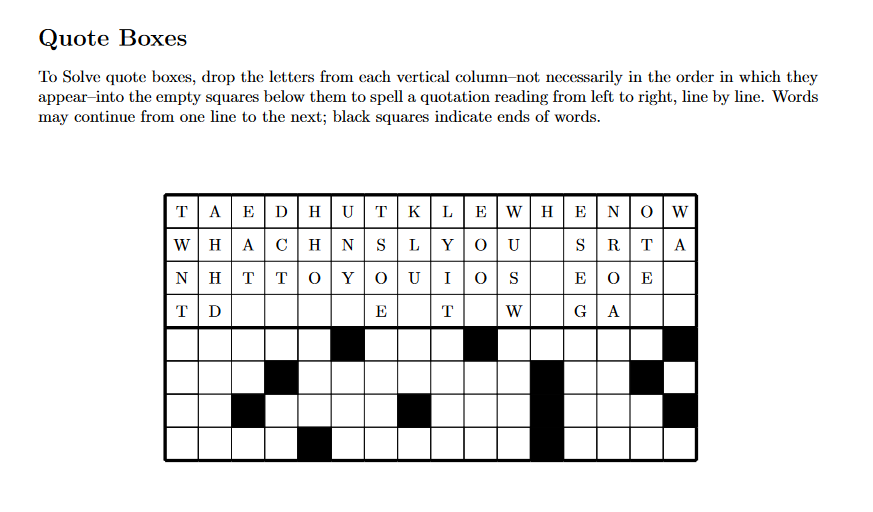 Quote Boxes
To Solve quote boxes, drop the letters from each vertical column–not necessarily in the order in which they
appear–into the empty squares below them to spell a quotation reading from left to right, line by line. Words
may continue from one line to the next; black squares indicate ends of words.
T A E D H U T K L E W H E N O W
W H A C H N S L Y O U S R T A
N H T T O Y O U I O S E O E
T D E T W G A